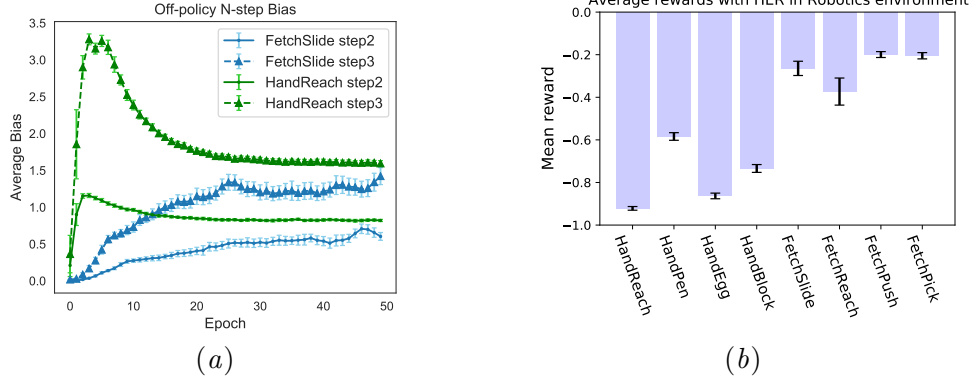 Off-policy N-step Bias
3.5
3.0
2.5
2.0
1.5
1.0
0.5
0.0
Average Bias
FetchSlide step2
FetchSlide step3
HandReach step2
HandReach step3
0 10 20 30 40 50
Epoch
(a)
Average rewards with HER in Robotics environment
0.0
−0.2
−0.4
−0.6
−0.8
−1.0
Mean reward
HandReach
HandPen
HandEgg
HandBlock
FetchSlide
FetchReach
FetchPush
FetchPick
(b)